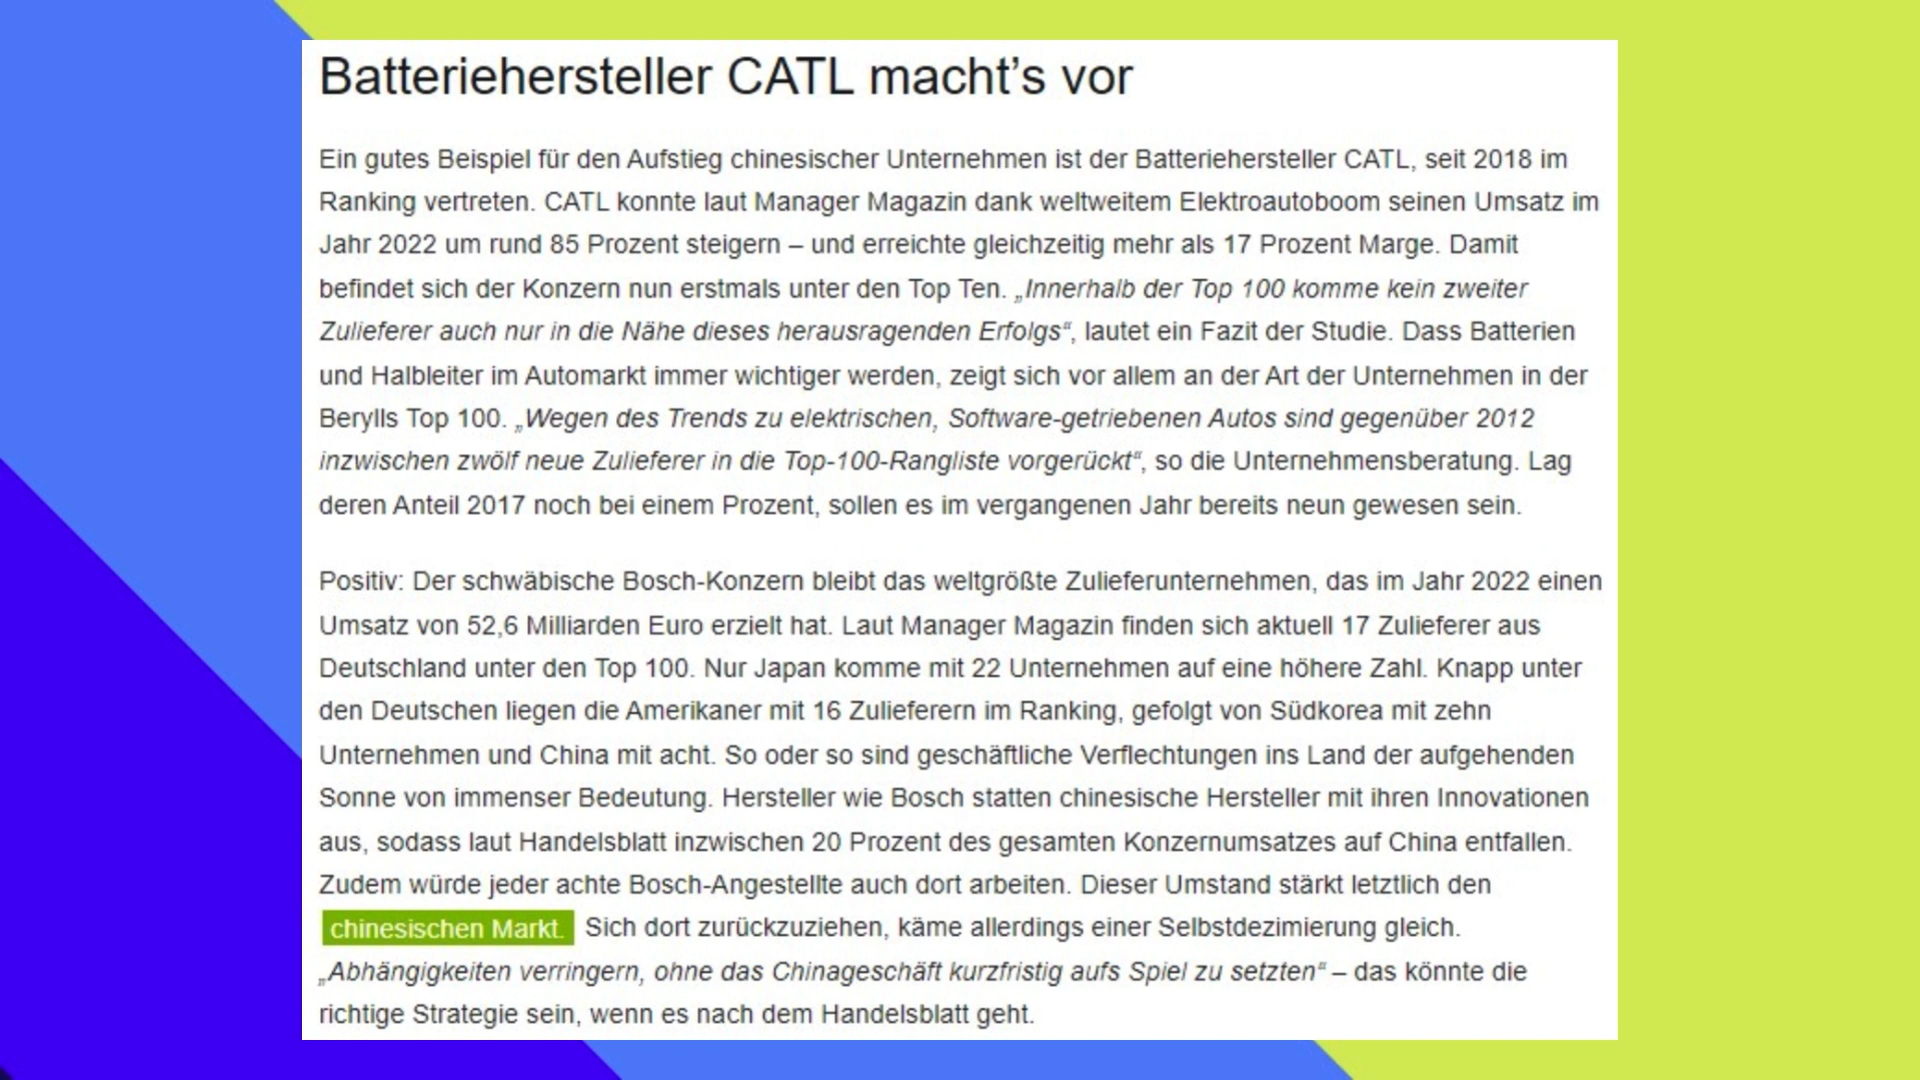 Batteriehersteller CATL macht’s vor
Ein gutes Beispiel für den Aufstieg chinesischer Unternehmen ist der Batteriehersteller CATL, seit 2018 im
Ranking vertreten. CATL konnte laut Manager Magazin dank weltweitem Elektroautoboom seinen Umsatz im
Jahr 2022 um rund 85 Prozent steigern – und erreichte gleichzeitig mehr als 17 Prozent Marge. Damit
befindet sich der Konzern nun erstmals unter den Top Ten. „Innerhalb der Top 100 komme kein zweiter
Zulieferer auch nur in die Nähe dieses herausragenden Erfolgs“, lautet ein Fazit der Studie. Dass Batterien
und Halbleiter im Automarkt immer wichtiger werden, zeigt sich vor allem an der Art der Unternehmen in der
Berylls Top 100. „Wegen des Trends zu elektrischen, Software-getriebenen Autos sind gegenüber 2012
inzwischen zwölf neue Zulieferer in die Top-100-Rangliste vorgerückt“, so die Unternehmensberatung. Lag
deren Anteil 2017 noch bei einem Prozent, sollen es im vergangenen Jahr bereits neun gewesen sein.
Positiv: Der schwäbische Bosch-Konzern bleibt das weltgrößte Zulieferunternehmen, das im Jahr 2022 einen
Umsatz von 52,6 Milliarden Euro erzielt hat. Laut Manager Magazin finden sich aktuell 17 Zulieferer aus
Deutschland unter den Top 100. Nur Japan komme mit 22 Unternehmen auf eine höhere Zahl. Knapp unter
den Deutschen liegen die Amerikaner mit 16 Zulieferern im Ranking, gefolgt von Südkorea mit zehn
Unternehmen und China mit acht. So oder so sind geschäftliche Verflechtungen ins Land der aufgehenden
Sonne von immenser Bedeutung. Hersteller wie Bosch statten chinesische Hersteller mit ihren Innovationen
aus, sodass laut Handelsblatt inzwischen 20 Prozent des gesamten Konzernumsatzes auf China entfallen.
Zudem würde jeder achte Bosch-Angestellte auch dort arbeiten. Dieser Umstand stärkt letztlich den
chinesischen Markt. Sich dort zurückzuziehen, käme allerdings einer Selbstdezimierung gleich.
„Abhängigkeiten verringern, ohne das Chinageschäft kurzfristig aufs Spiel zu setzten“ – das könnte die
richtige Strategie sein, wenn es nach dem Handelsblatt geht.